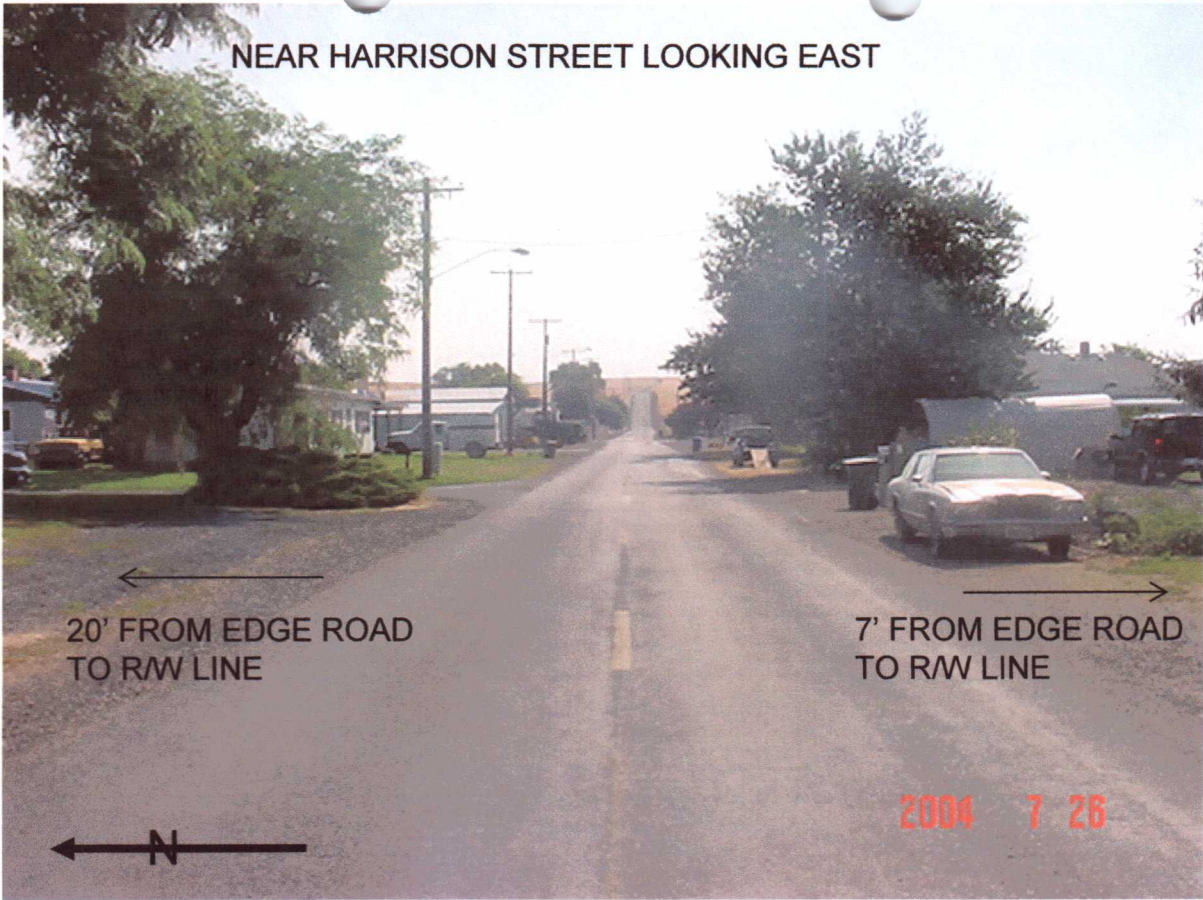 NEAR HARRISON STREET LOOKING EAST
20' FROM EDGE ROAD
TO R/W LINE
7' FROM EDGE ROAD
TO R/W LINE
2004 7 26
N